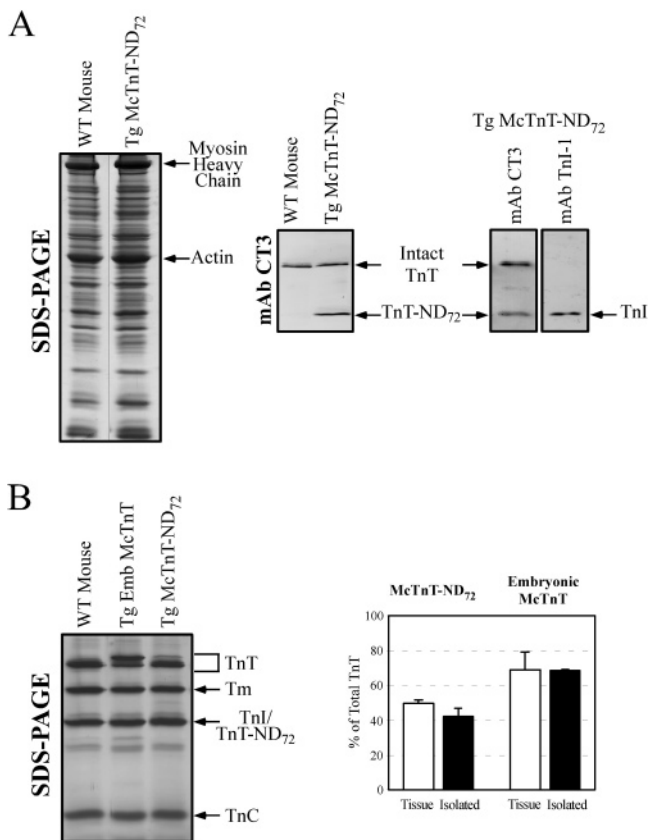 A
WT Mouse
Tg McTnT-ND72
Myosin
Heavy
Chain
Actin
SDS-PAGE
WT Mouse
Tg McTnT-ND72
mAb CT3
Intact
TnT
TnT-ND72
Tg McTnT-ND72
mAb CT3
mAb TnI-1
TnI
B
WT Mouse
Tg Emb McTnT
Tg McTnT-ND72
SDS-PAGE
TnT
Tm
TnI/
TnT-ND72
TnC
McTnT-ND72
Embryonic
McTnT
% of Total TnT
100
80
60
40
20
0
Tissue Isolated
Tissue Isolated